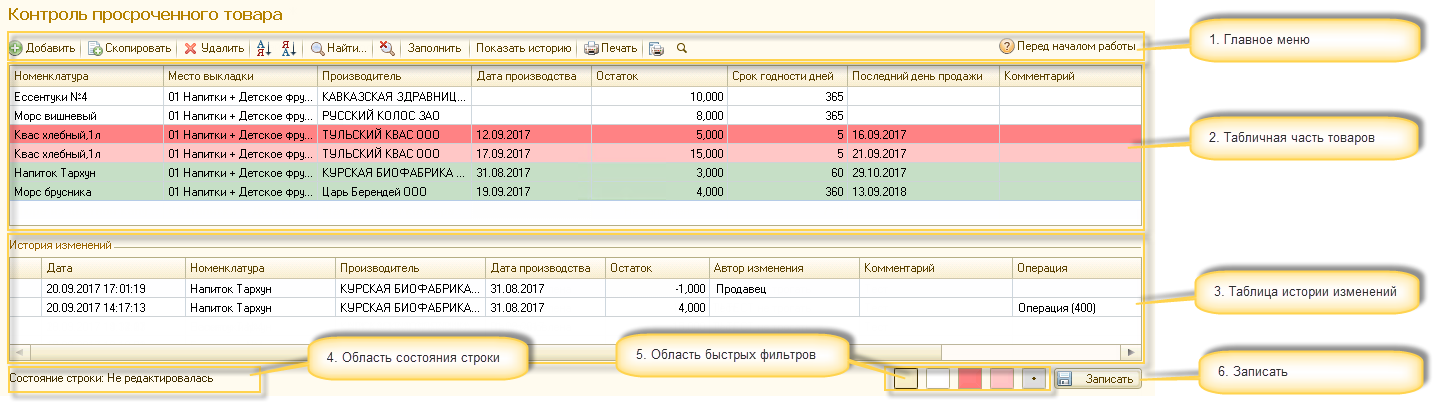 Контроль просроченного товара
Добавить Скопировать Удалить Найти... Заполнить Показать историю Печать Перед началом работы
1. Главное меню
Номенклатура Место выкладки Производитель Дата производства Остаток Срок годности дней Последний день продажи Комментарий
Ессентуки №4 01 Напитки + Детское фру... КАВКАЗСКАЯ ЗДРАВНИЦ... 10,000 365
Морс вишневый 01 Напитки + Детское фру... РУССКИЙ КОЛОС ЗАО 8,000 365
Квас хлебный,1л 01 Напитки + Детское фру... ТУЛЬСКИЙ КВАС ООО 12.09.2017 5,000 5 16.09.2017
2. Табличная часть товаров
Квас хлебный,1л 01 Напитки + Детское фру... ТУЛЬСКИЙ КВАС ООО 17.09.2017 15,000 5 21.09.2017
Напиток Тархун 01 Напитки + Детское фру... КУРСКАЯ БИОФАБРИКА ... 31.08.2017 3,000 60 29.10.2017
Морс брусника 01 Напитки + Детское фру... Царь Берендей ООО 19.09.2017 4,000 360 13.09.2018
История изменений
Дата Номенклатура Производитель Дата производства Остаток Автор изменения Комментарий Операция
20.09.2017 17:01:19 Напиток Тархун КУРСКАЯ БИОФАБРИКА... 31.08.2017 -1,000 Продавец
3. Таблица истории изменений
20.09.2017 14:17:13 Напиток Тархун КУРСКАЯ БИОФАБРИКА... 31.08.2017 4,000 Операция (400)
4. Область состояния строки
5. Область быстрых фильтров
Состояние строки: Не редактировалась
Записать
6. Записать